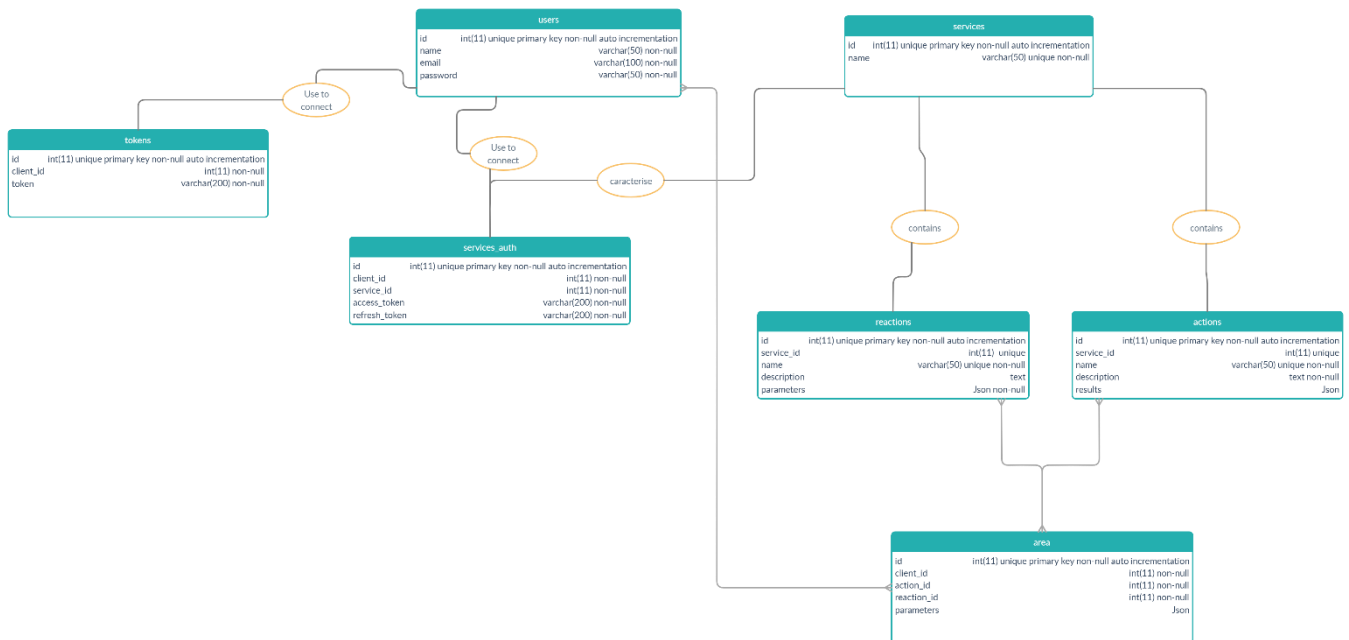 users
id int(11) unique primary key non-null auto incrementation
name varchar(50) non-null
email varchar(100) non-null
password varchar(50) non-null
services
id int(11) unique primary key non-null auto incrementation
name varchar(50) unique non-null
Use to
connect
tokens
id int(11) unique primary key non-null auto incrementation
client_id int(11) non-null
token varchar(200) non-null
Use to
connect
caracterise
services_auth
id int(11) unique primary key non-null auto incrementation
client_id int(11) non-null
service_id int(11) non-null
access_token varchar(200) non-null
refresh_token varchar(200) non-null
contains
contains
reactions
id int(11) unique primary key non-null auto incrementation
service_id int(11) unique
name varchar(50) unique non-null
description text
parameters Json non-null
actions
id int(11) unique primary key non-null auto incrementation
service_id int(11) unique
name varchar(50) unique non-null
description text non-null
results Json
area
id int(11) unique primary key non-null auto incrementation
client_id int(11) non-null
action_id int(11) non-null
reaction_id int(11) non-null
parameters Json